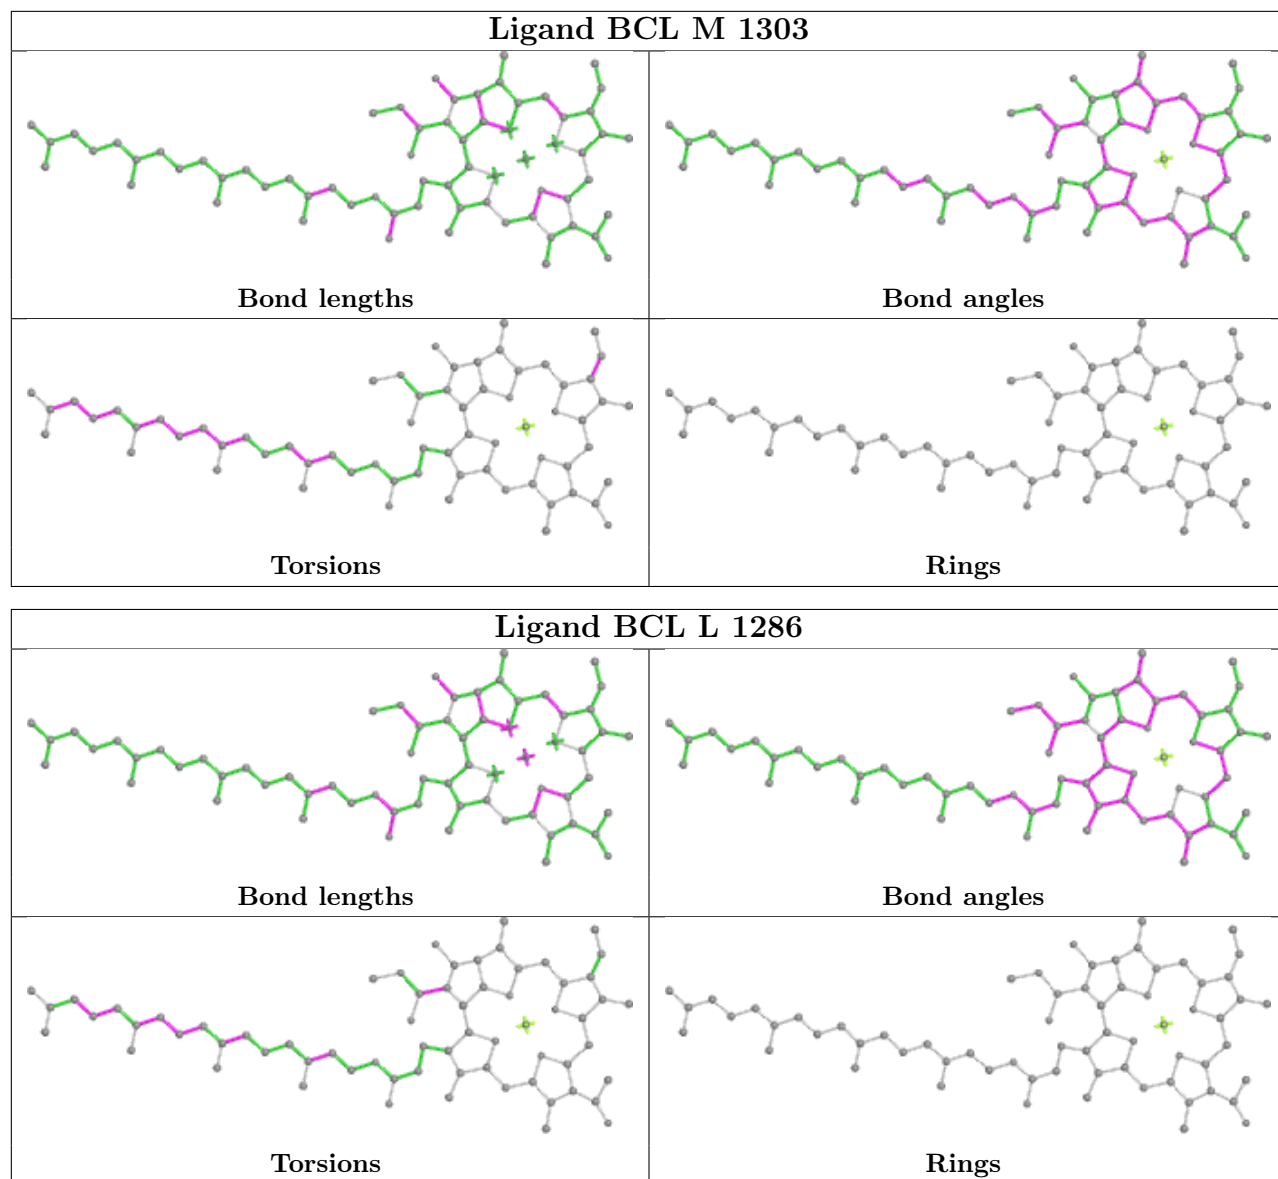 Ligand BCL M 1303
Bond lengths
Bond angles
Torsions
Rings
Ligand BCL L 1286
Bond lengths
Bond angles
Torsions
Rings